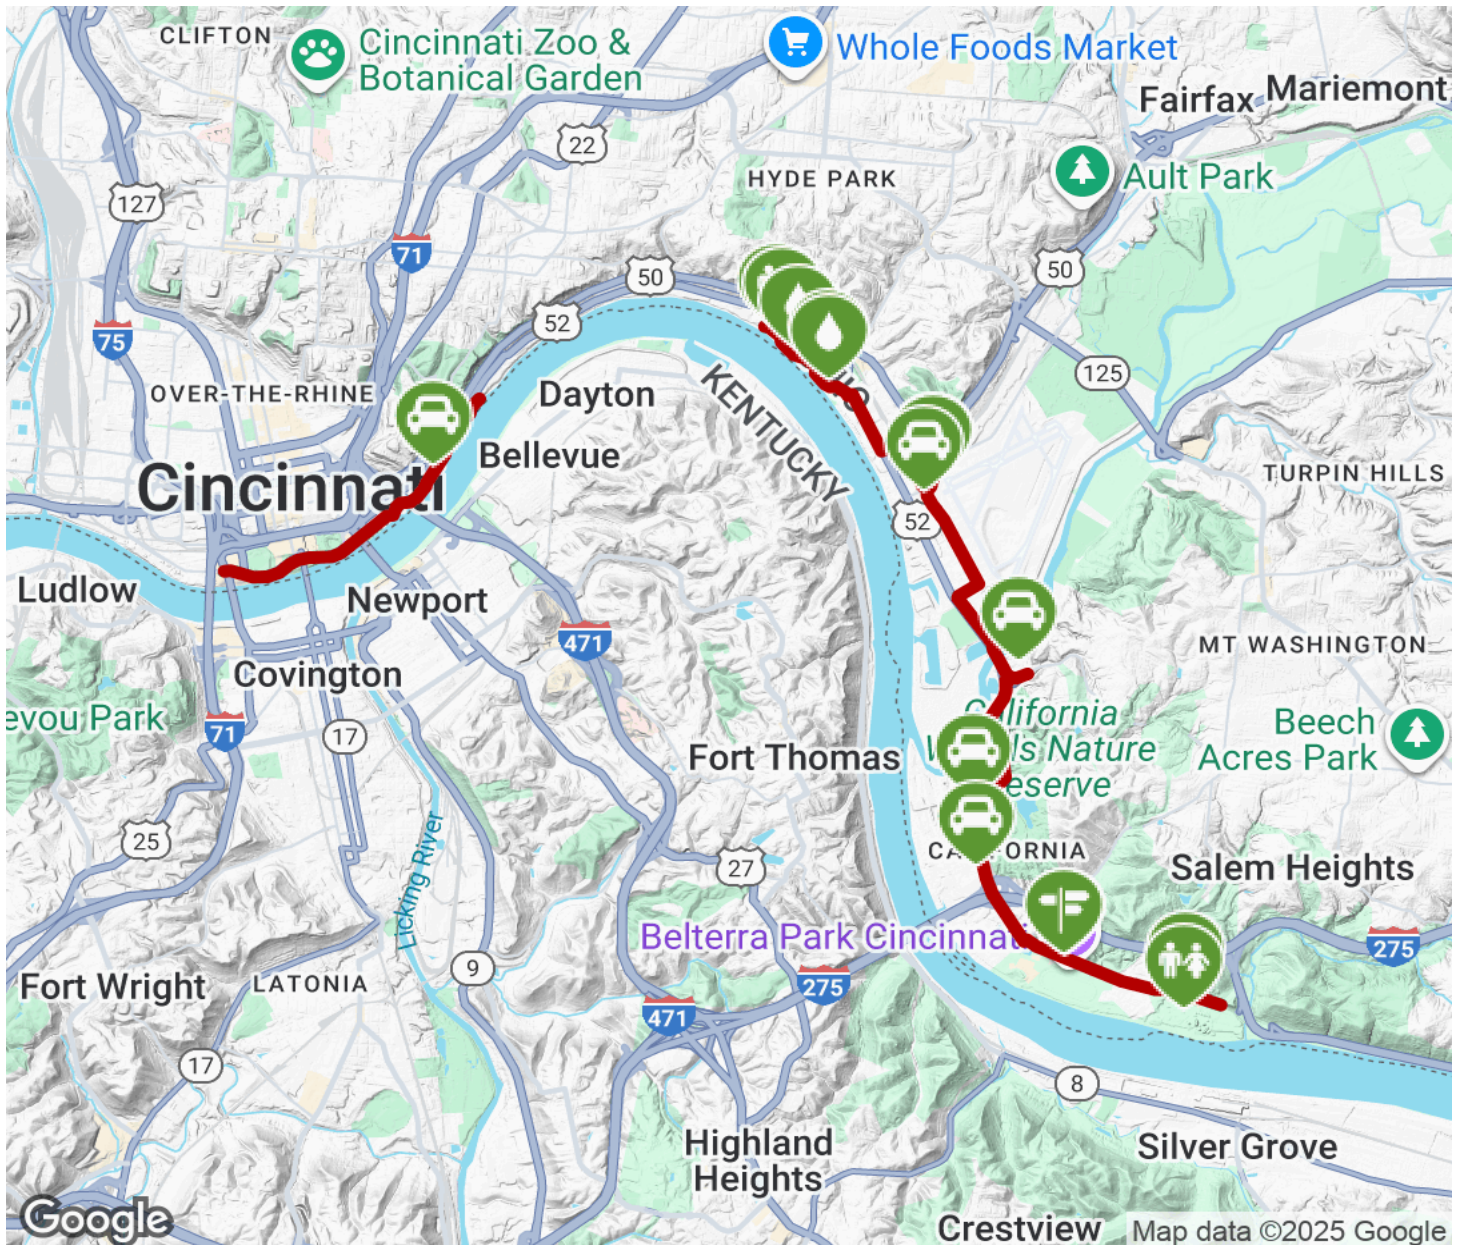 CLIFTON
Cincinnati Zoo &
Botanical Garden
Whole Foods Market
Fairfax
Mariemont
22
HYDE PARK
Ault Park
127
71
50
50
52
75
125
OVER-THE-RHINE
Dayton
KENTUCKY
Bellevue
Cincinnati
TURPIN HILLS
52
Ludlow
Newport
471
MT WASHINGTON
Covington
evou Park
71
17
California
Nature
eserve
Beech
Acres Park
Fort Thomas
25
Licking River
27
Salem Heights
Belterra Park Cincinnati
275
Fort Wright
LATONIA
9
275
471
17
8
Highland
Heights
Silver Grove
Crestview
Google
Map data ©2025 Google